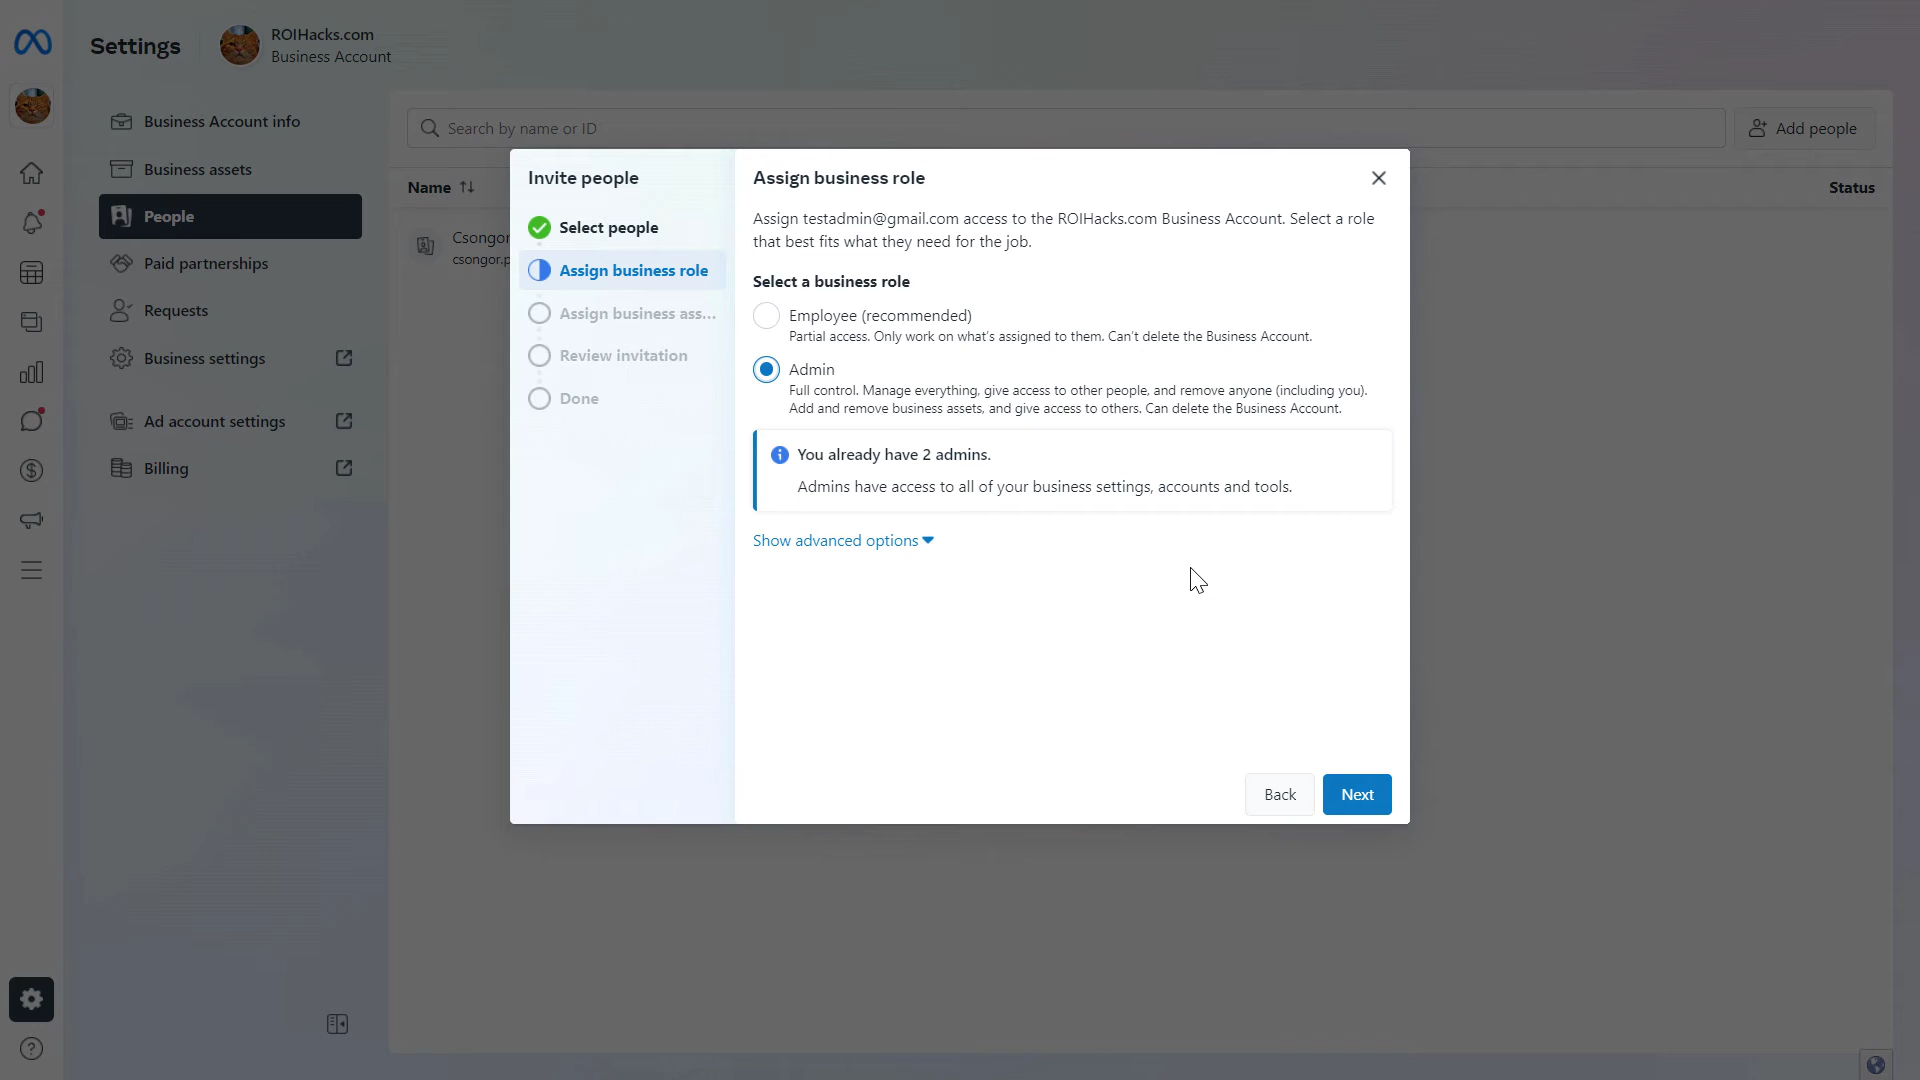 Settings
ROIHacks.com
Business Account
Business Account info
Business assets
People
Paid partnerships
Requests
Business settings
Ad account settings
Billing
Search by name or ID
Add people
Name
Status
Csongor
csongor.p
Invite people
Select people
Assign business role
Assign business ass...
Review invitation
Done
Assign business role
Assign testadmin@gmail.com access to the ROIHacks.com Business Account. Select a role
that best fits what they need for the job.
Select a business role
Employee (recommended)
Partial access. Only work on what's assigned to them. Can't delete the Business Account.
Admin
Full control. Manage everything, give access to other people, and remove anyone (including you).
Add and remove business assets, and give access to others. Can delete the Business Account.
You already have 2 admins.
Admins have access to all of your business settings, accounts and tools.
Show advanced options
Back
Next